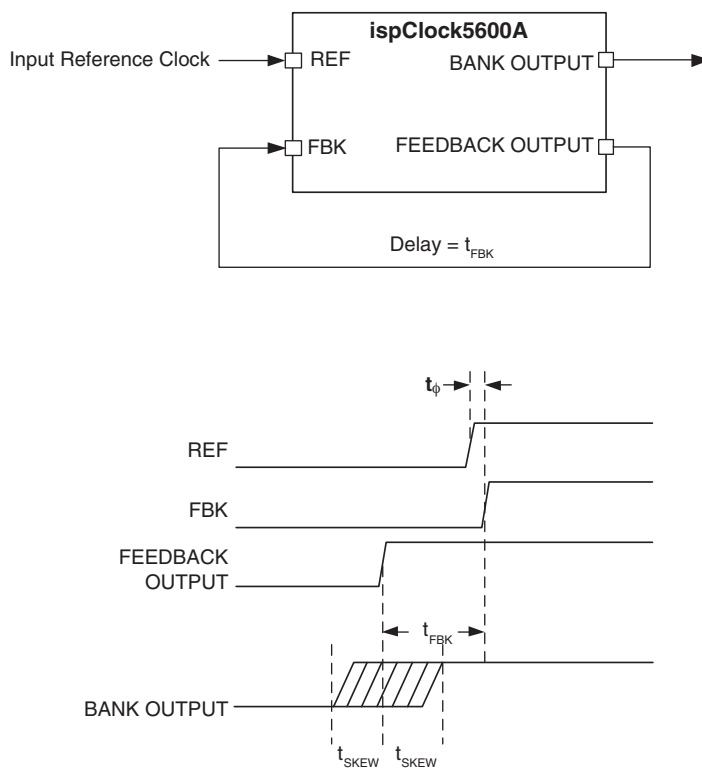 ispClock5600A
Input Reference Clock
REF
BANK OUTPUT
FBK
FEEDBACK OUTPUT
Delay = tFBK
tϕ
REF
FBK
FEEDBACK
OUTPUT
tFBK
BANK OUTPUT
tSKEW
tSKEW